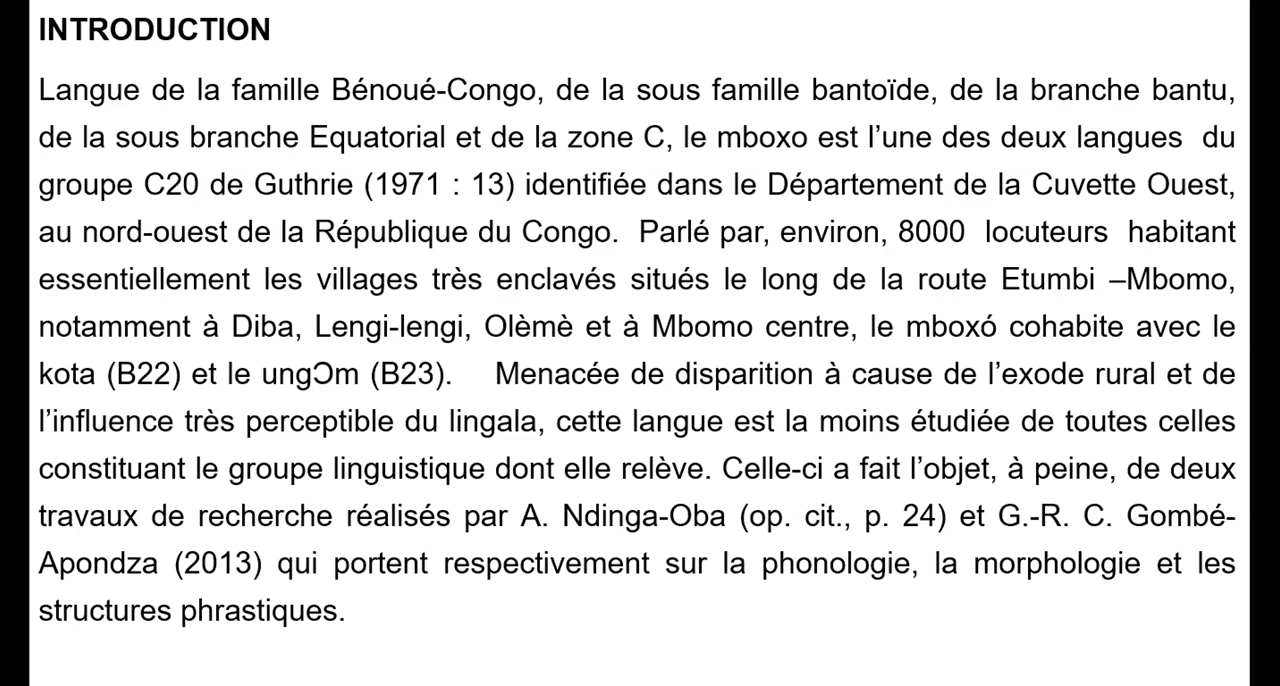 INTRODUCTION
Langue de la famille Bénoué-Congo, de la sous famille bantoïde, de la branche bantu,
de la sous branche Equatorial et de la zone C, le mboxo est l’une des deux langues du
groupe C20 de Guthrie (1971 : 13) identifiée dans le Département de la Cuvette Ouest,
au nord-ouest de la République du Congo. Parlé par, environ, 8000 locuteurs habitant
essentiellement les villages très enclavés situés le long de la route Etumbi –Mbomo,
notamment à Diba, Lengi-lengi, Olèmè et à Mbomo centre, le mboxó cohabite avec le
kota (B22) et le ungƆm (B23). Menacée de disparition à cause de l’exode rural et de
l’influence très perceptible du lingala, cette langue est la moins étudiée de toutes celles
constituant le groupe linguistique dont elle relève. Celle-ci a fait l’objet, à peine, de deux
travaux de recherche réalisés par A. Ndinga-Oba (op. cit., p. 24) et G.-R. C. Gombé-
Apondza (2013) qui portent respectivement sur la phonologie, la morphologie et les
structures phrastiques.